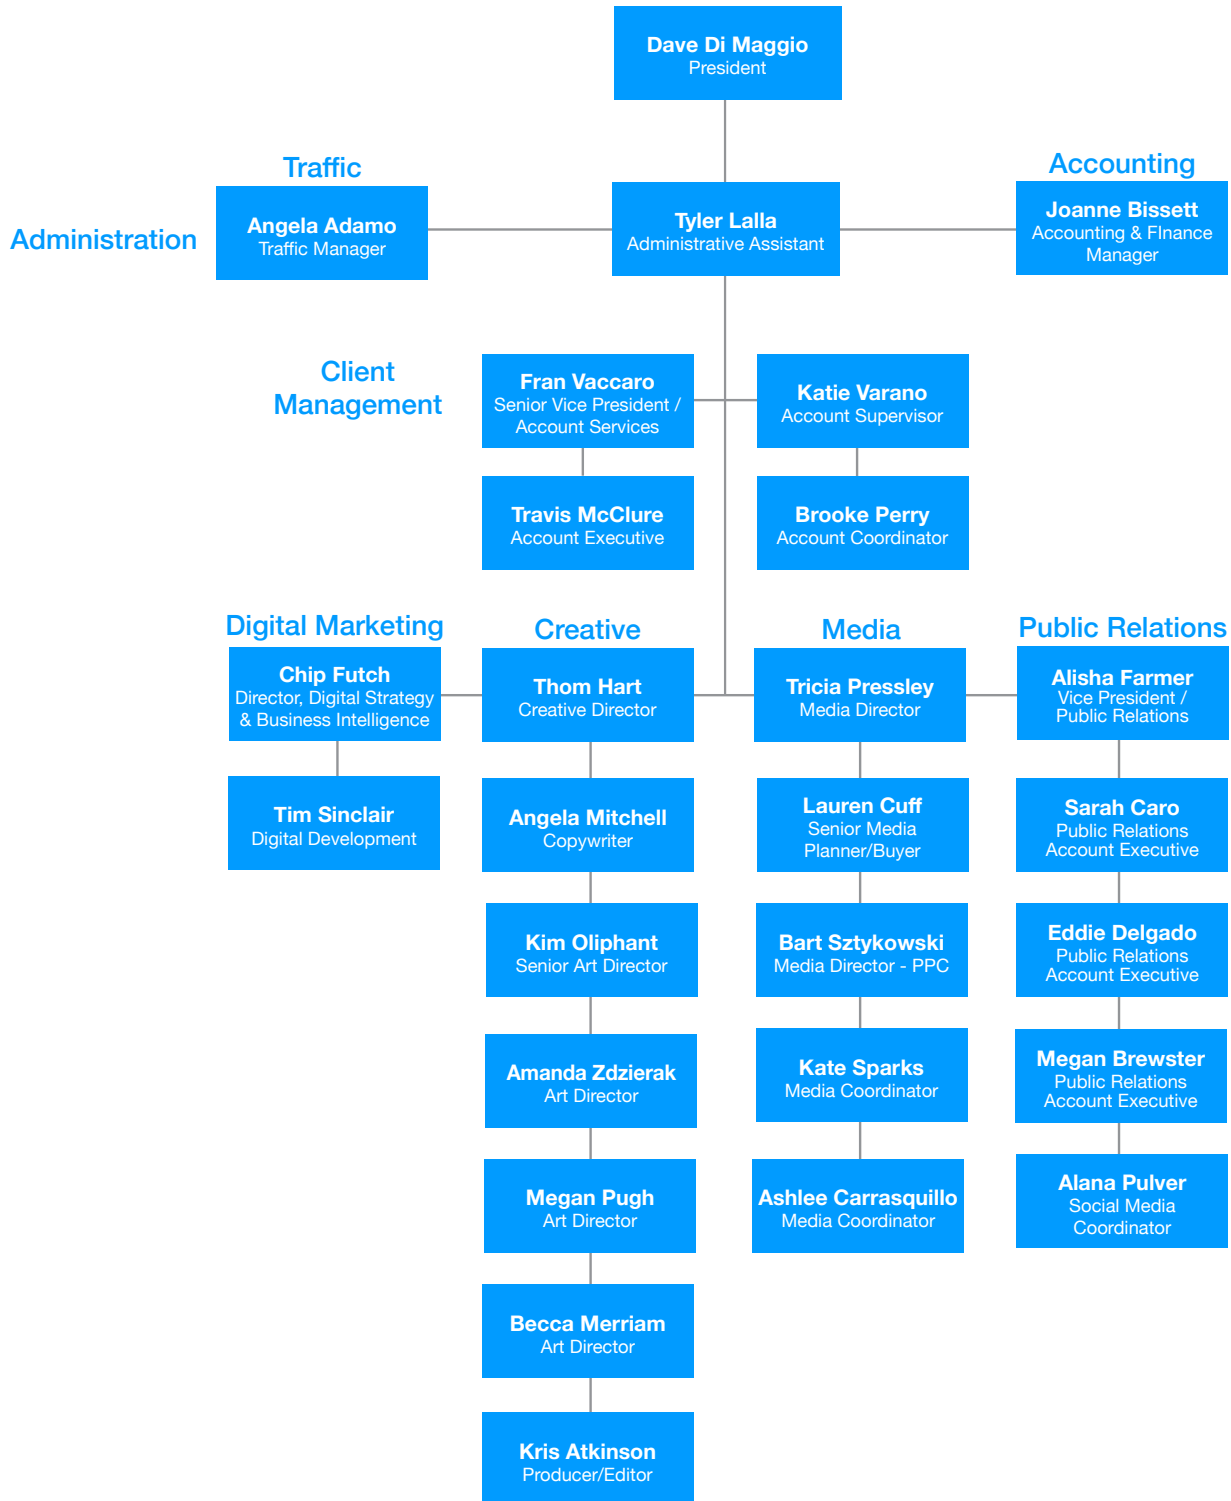 Dave Di Maggio
President
Traffic
Accounting
Administration
Angela Adamo
Traffic Manager
Tyler Lalla
Administrative Assistant
Joanne Bissett
Accounting & FInance
Manager
Client
Management
Fran Vaccaro
Senior Vice President /
Account Services
Katie Varano
Account Supervisor
Travis McClure
Account Executive
Brooke Perry
Account Coordinator
Digital Marketing
Chip Futch
Director, Digital Strategy
& Business Intelligence
Tim Sinclair
Digital Development
Creative
Thom Hart
Creative Director
Angela Mitchell
Copywriter
Kim Oliphant
Senior Art Director
Amanda Zdzierak
Art Director
Megan Pugh
Art Director
Becca Merriam
Art Director
Kris Atkinson
Producer/Editor
Media
Tricia Pressley
Media Director
Lauren Cuff
Senior Media
Planner/Buyer
Bart Sztykowski
Media Director - PPC
Kate Sparks
Media Coordinator
Ashlee Carrasquillo
Media Coordinator
Public Relations
Alisha Farmer
Vice President /
Public Relations
Sarah Caro
Public Relations
Account Executive
Eddie Delgado
Public Relations
Account Executive
Megan Brewster
Public Relations
Account Executive
Alana Pulver
Social Media
Coordinator